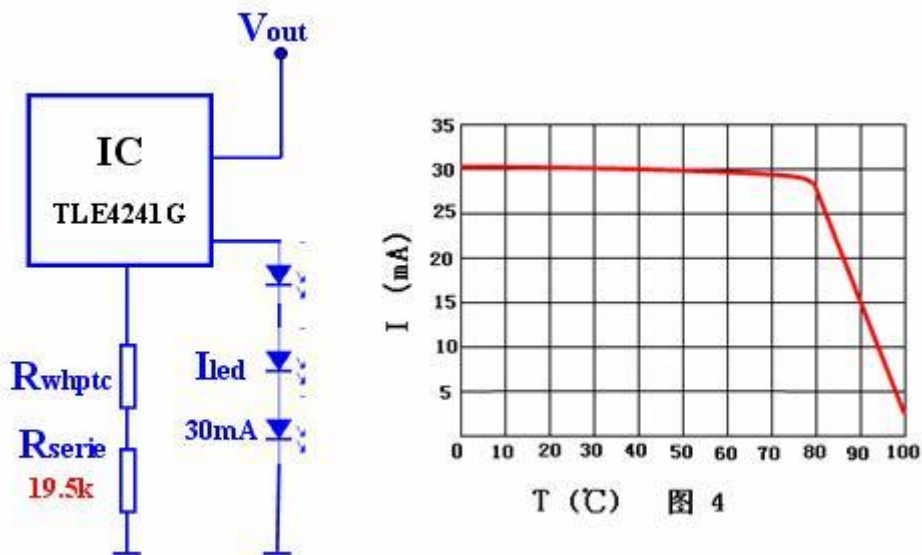 Vout
IC
TLE4241G
Rwhptc
Rserie
19.5k
Iled
30mA
I (mA)
35
30
25
20
15
10
5
0 10 20 30 40 50 60 70 80 90 100
T (℃) 图 4